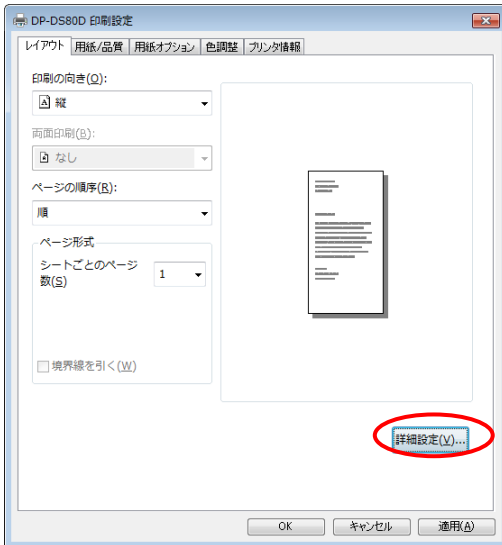 DP-DS80D 印刷設定
レイアウト 用紙/品質 用紙オプション 色調整 プリンタ情報
印刷の向き(O):
縦
両面印刷(B):
なし
ページの順序(R):
順
ページ形式
シートごとのページ
数(S)
1
境界線を引く(W)
詳細設定(V)...
OK キャンセル 適用(A)